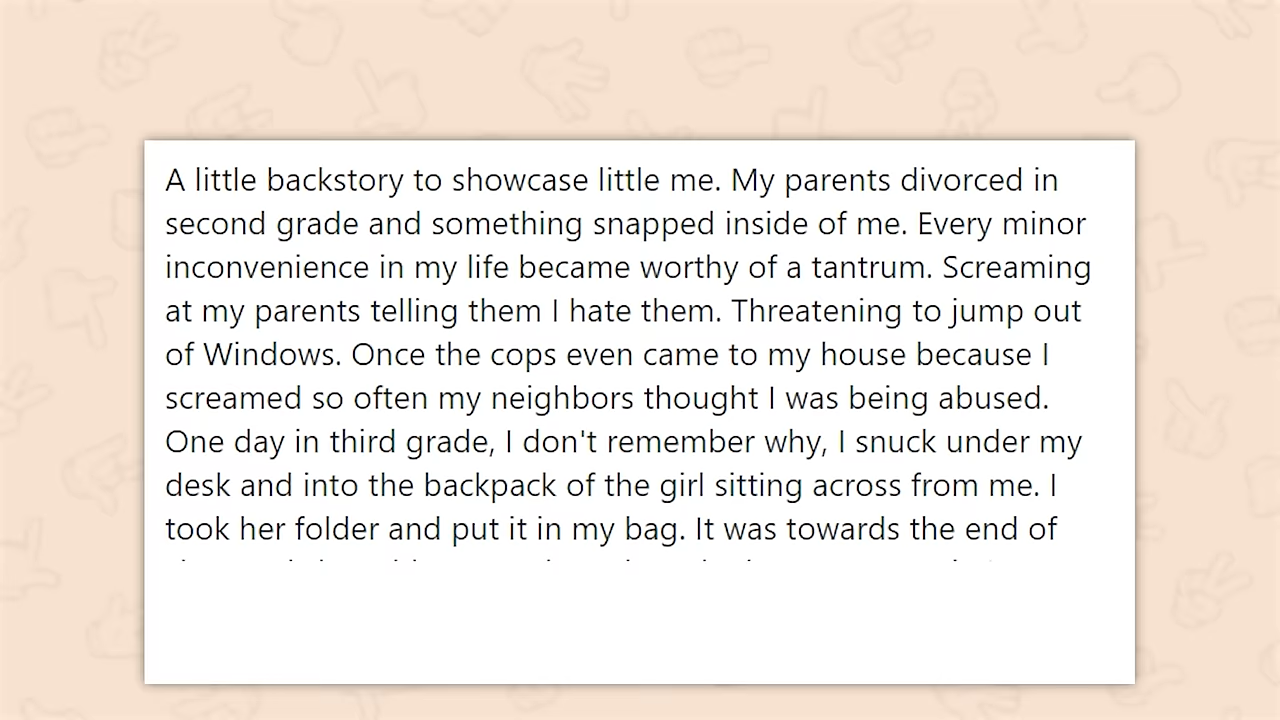 A little backstory to showcase little me. My parents divorced in
second grade and something snapped inside of me. Every minor
inconvenience in my life became worthy of a tantrum. Screaming
at my parents telling them I hate them. Threatening to jump out
of Windows. Once the cops even came to my house because I
screamed so often my neighbors thought I was being abused.
One day in third grade, I don't remember why, I snuck under my
desk and into the backpack of the girl sitting across from me. I
took her folder and put it in my bag. It was towards the end of